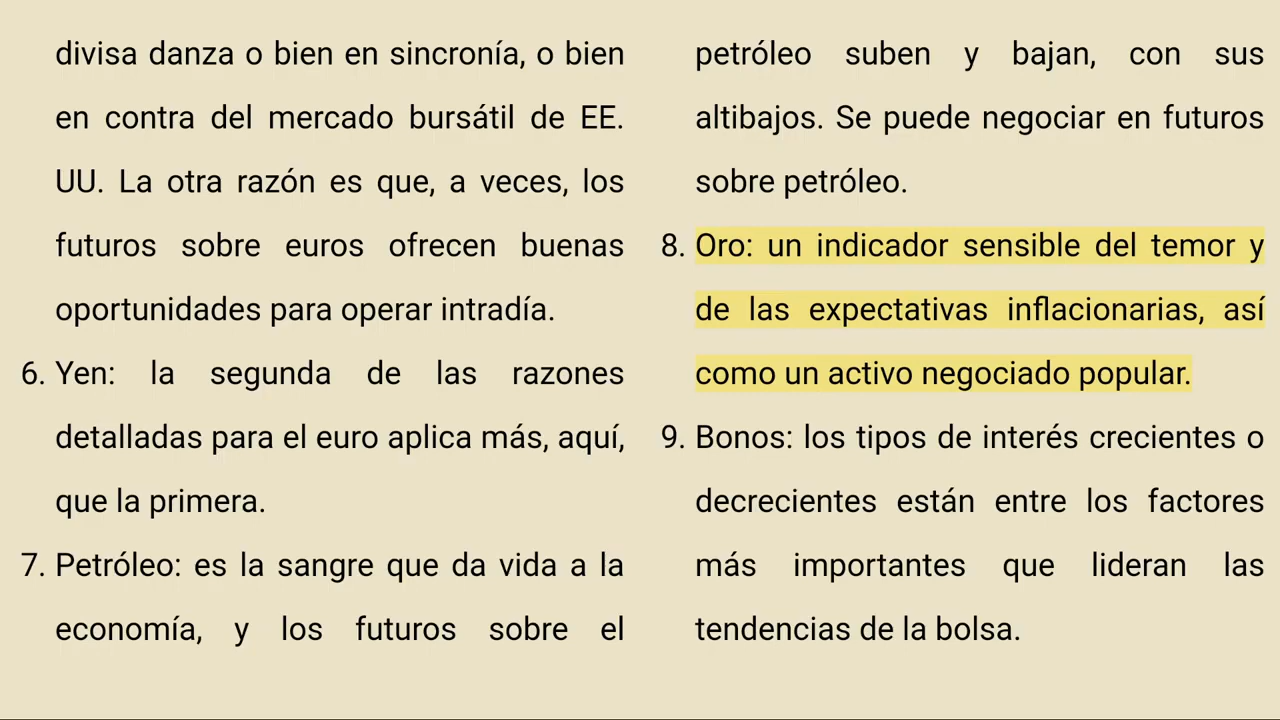 divisa danza o bien en sincronía, o bien
en contra del mercado bursátil de EE.
UU. La otra razón es que, a veces, los
futuros sobre euros ofrecen buenas
oportunidades para operar intradía.
6. Yen: la segunda de las razones
detalladas para el euro aplica más, aquí,
que la primera.
7. Petróleo: es la sangre que da vida a la
economía, y los futuros sobre el
petróleo suben y bajan, con sus
altibajos. Se puede negociar en futuros
sobre petróleo.
8. Oro: un indicador sensible del temor y
de las expectativas inflacionarias, así
como un activo negociado popular.
9. Bonos: los tipos de interés crecientes o
decrecientes están entre los factores
más importantes que lideran las
tendencias de la bolsa.